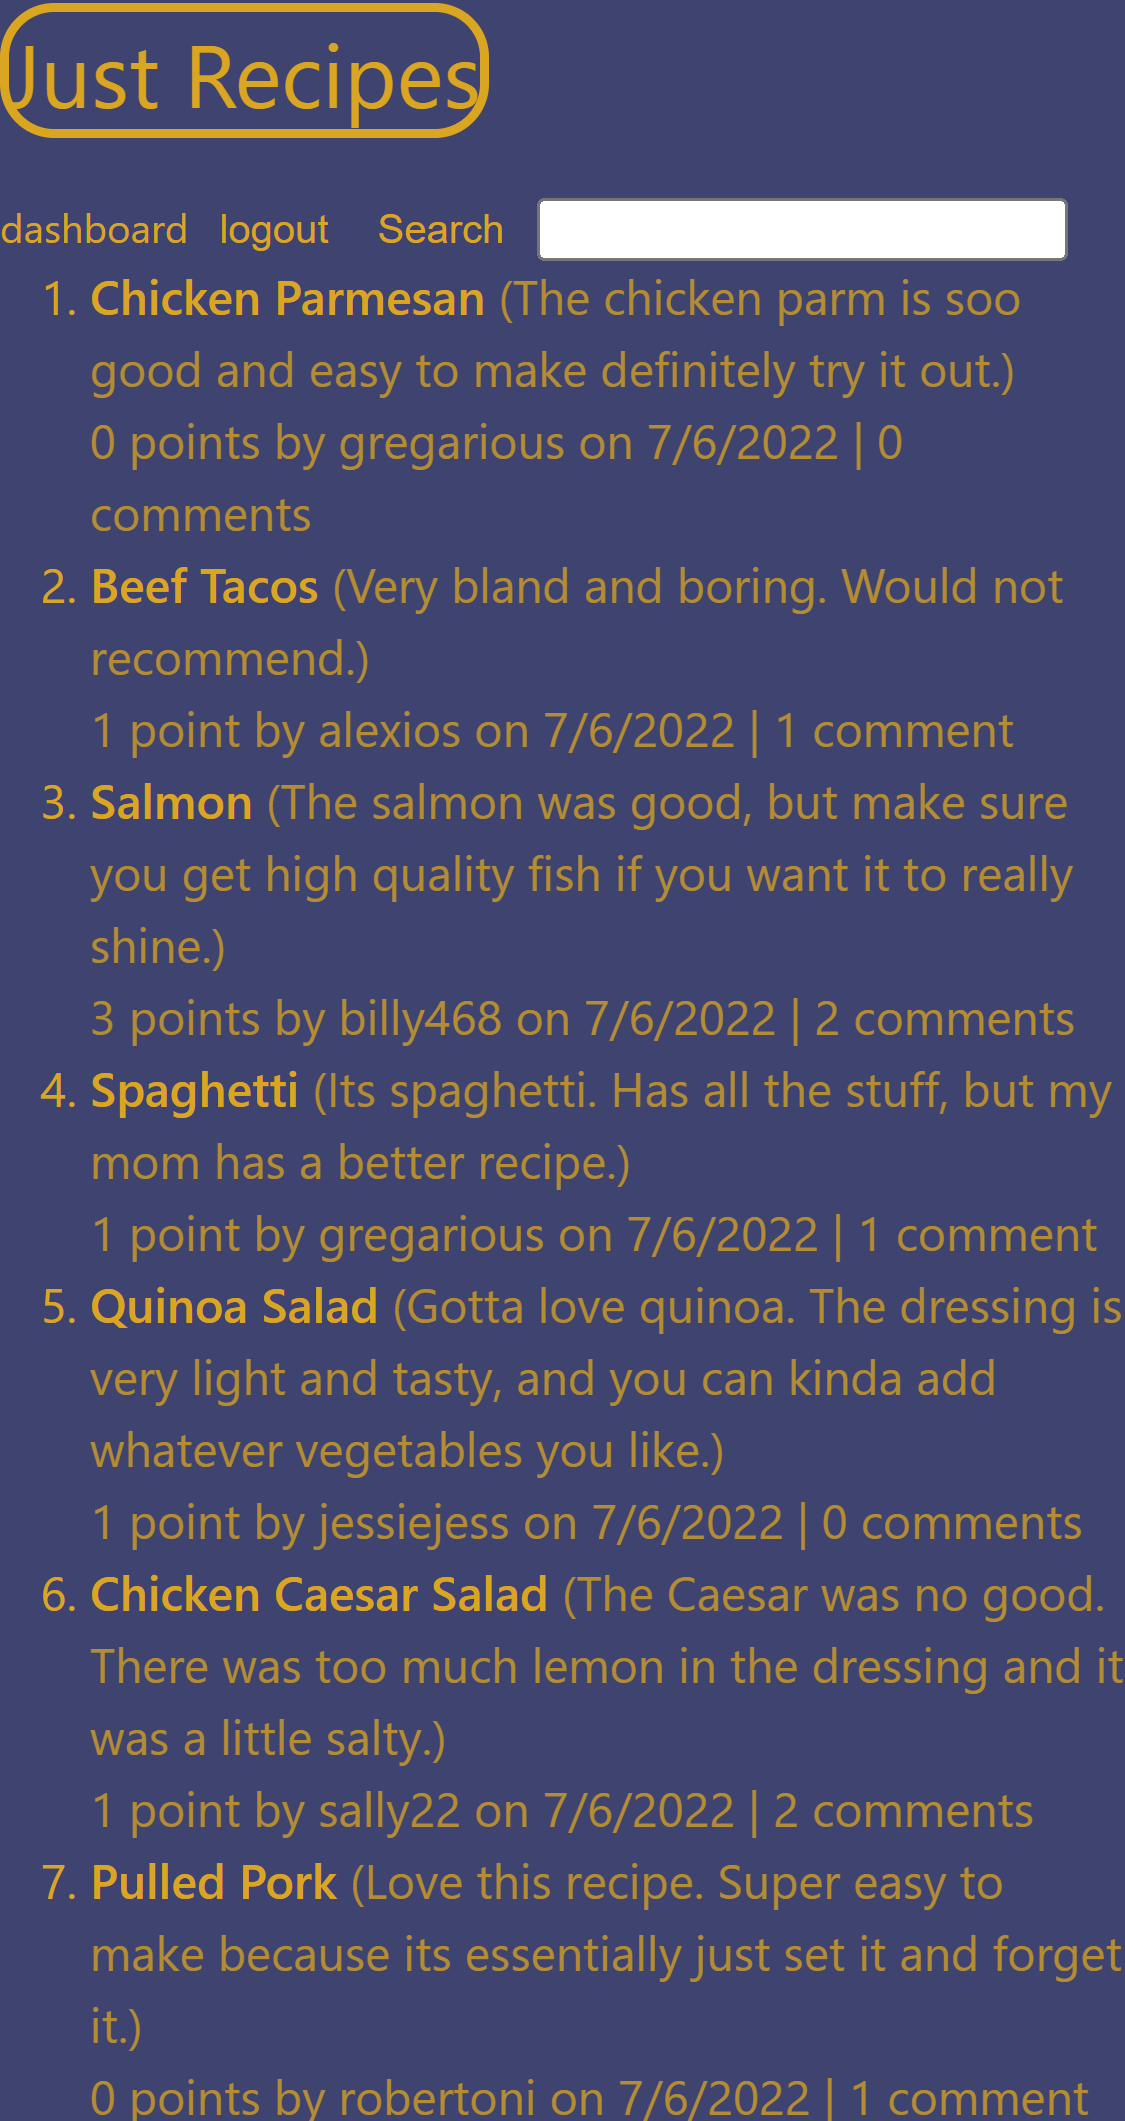 Just Recipes
dashboard logout Search
1. Chicken Parmesan (The chicken parm is soo
good and easy to make definitely try it out.)
0 points by gregarious on 7/6/2022 | 0
comments
2. Beef Tacos (Very bland and boring. Would not
recommend.)
1 point by alexios on 7/6/2022 | 1 comment
3. Salmon (The salmon was good, but make sure
you get high quality fish if you want it to really
shine.)
3 points by billy468 on 7/6/2022 | 2 comments
4. Spaghetti (Its spaghetti. Has all the stuff, but my
mom has a better recipe.)
1 point by gregarious on 7/6/2022 | 1 comment
5. Quinoa Salad (Gotta love quinoa. The dressing is
very light and tasty, and you can kinda add
whatever vegetables you like.)
1 point by jessiejess on 7/6/2022 | 0 comments
6. Chicken Caesar Salad (The Caesar was no good.
There was too much lemon in the dressing and it
was a little salty.)
1 point by sally22 on 7/6/2022 | 2 comments
7. Pulled Pork (Love this recipe. Super easy to
make because its essentially just set it and forget
it.)
0 points by robertoni on 7/6/2022 | 1 comment